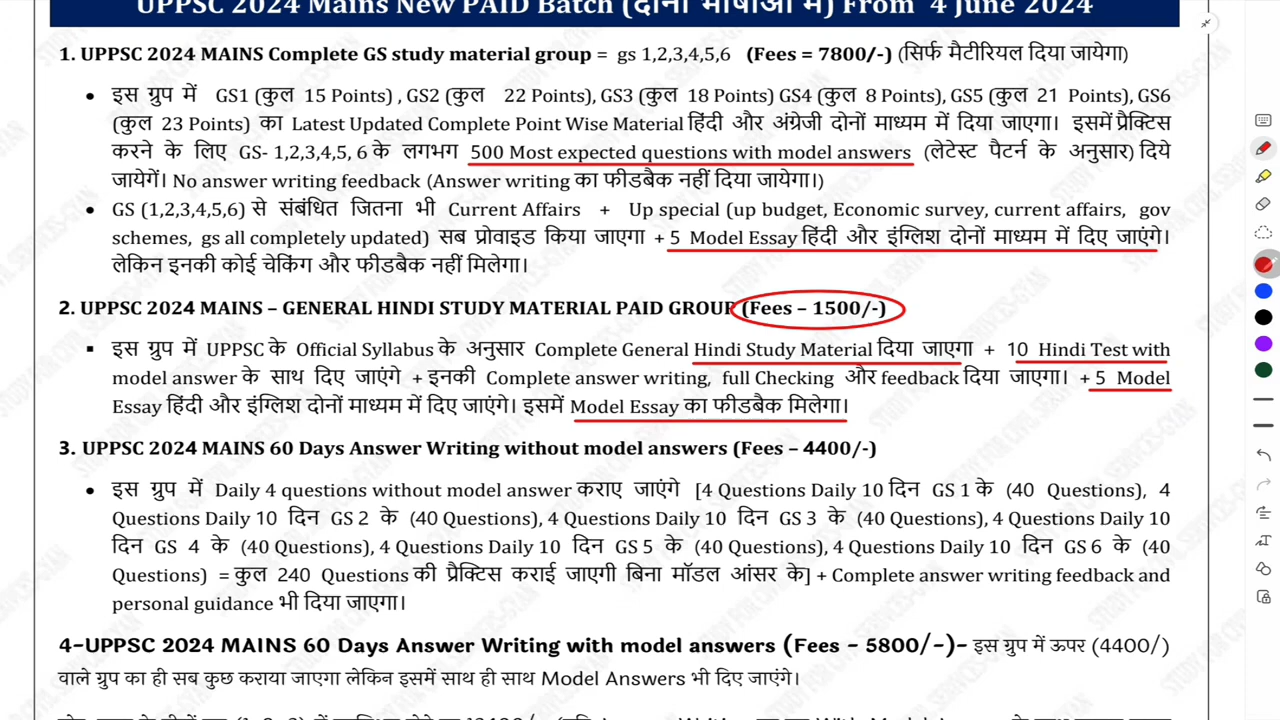 UPPSC 2024 Mains New PAID Batch (दोनों भाषाओं में) From 4 June 2024
1. UPPSC 2024 MAINS Complete GS study material group = gs 1,2,3,4,5,6 (Fees = 7800/-) (सिर्फ मैटीरियल दिया जायेगा)
• इस ग्रुप में GS1 (कुल 15 Points) , GS2 (कुल 22 Points), GS3 (कुल 18 Points) GS4 (कुल 8 Points), GS5 (कुल 21 Points), GS6
(कुल 23 Points) का Latest Updated Complete Point Wise Material हिंदी और अंग्रेजी दोनों माध्यम में दिया जाएगा। इसमें प्रैक्टिस
करने के लिए GS- 1,2,3,4,5, 6 के लगभग 500 Most expected questions with model answers (लेटेस्ट पैटर्न के अनुसार) दिये
जायेगें। No answer writing feedback (Answer writing का फीडबैक नहीं दिया जायेगा।)
• GS (1,2,3,4,5,6) से संबंधित जितना भी Current Affairs + Up special (up budget, Economic survey, current affairs, gov
schemes, gs all completely updated) सब प्रोवाइड किया जाएगा + 5 Model Essay हिंदी और इंग्लिश दोनों माध्यम में दिए जाएंगे।
लेकिन इनकी कोई चेकिंग और फीडबैक नहीं मिलेगा।
2. UPPSC 2024 MAINS – GENERAL HINDI STUDY MATERIAL PAID GROUP (Fees – 1500/-)
▪ इस ग्रुप में UPPSC के Official Syllabus के अनुसार Complete General Hindi Study Material दिया जाएगा + 10 Hindi Test with
model answer के साथ दिए जाएंगे + इनकी Complete answer writing, full Checking और feedback दिया जाएगा। + 5 Model
Essay हिंदी और इंग्लिश दोनों माध्यम में दिए जाएंगे। इसमें Model Essay का फीडबैक मिलेगा।
3. UPPSC 2024 MAINS 60 Days Answer Writing without model answers (Fees – 4400/-)
• इस ग्रुप में Daily 4 questions without model answer कराए जाएंगे [4 Questions Daily 10 दिन GS 1 के (40 Questions), 4
Questions Daily 10 दिन GS 2 के (40 Questions), 4 Questions Daily 10 दिन GS 3 के (40 Questions), 4 Questions Daily 10
दिन GS 4 के (40 Questions), 4 Questions Daily 10 दिन GS 5 के (40 Questions), 4 Questions Daily 10 दिन GS 6 के (40
Questions) = कुल 240 Questions की प्रैक्टिस कराई जाएगी बिना मॉडल आंसर के] + Complete answer writing feedback and
personal guidance भी दिया जाएगा।
4-UPPSC 2024 MAINS 60 Days Answer Writing with model answers (Fees - 5800/-)- इस ग्रुप में ऊपर (4400/)
वाले ग्रुप का ही सब कुछ कराया जाएगा लेकिन इसमें साथ ही साथ Model Answers भी दिए जाएंगे।